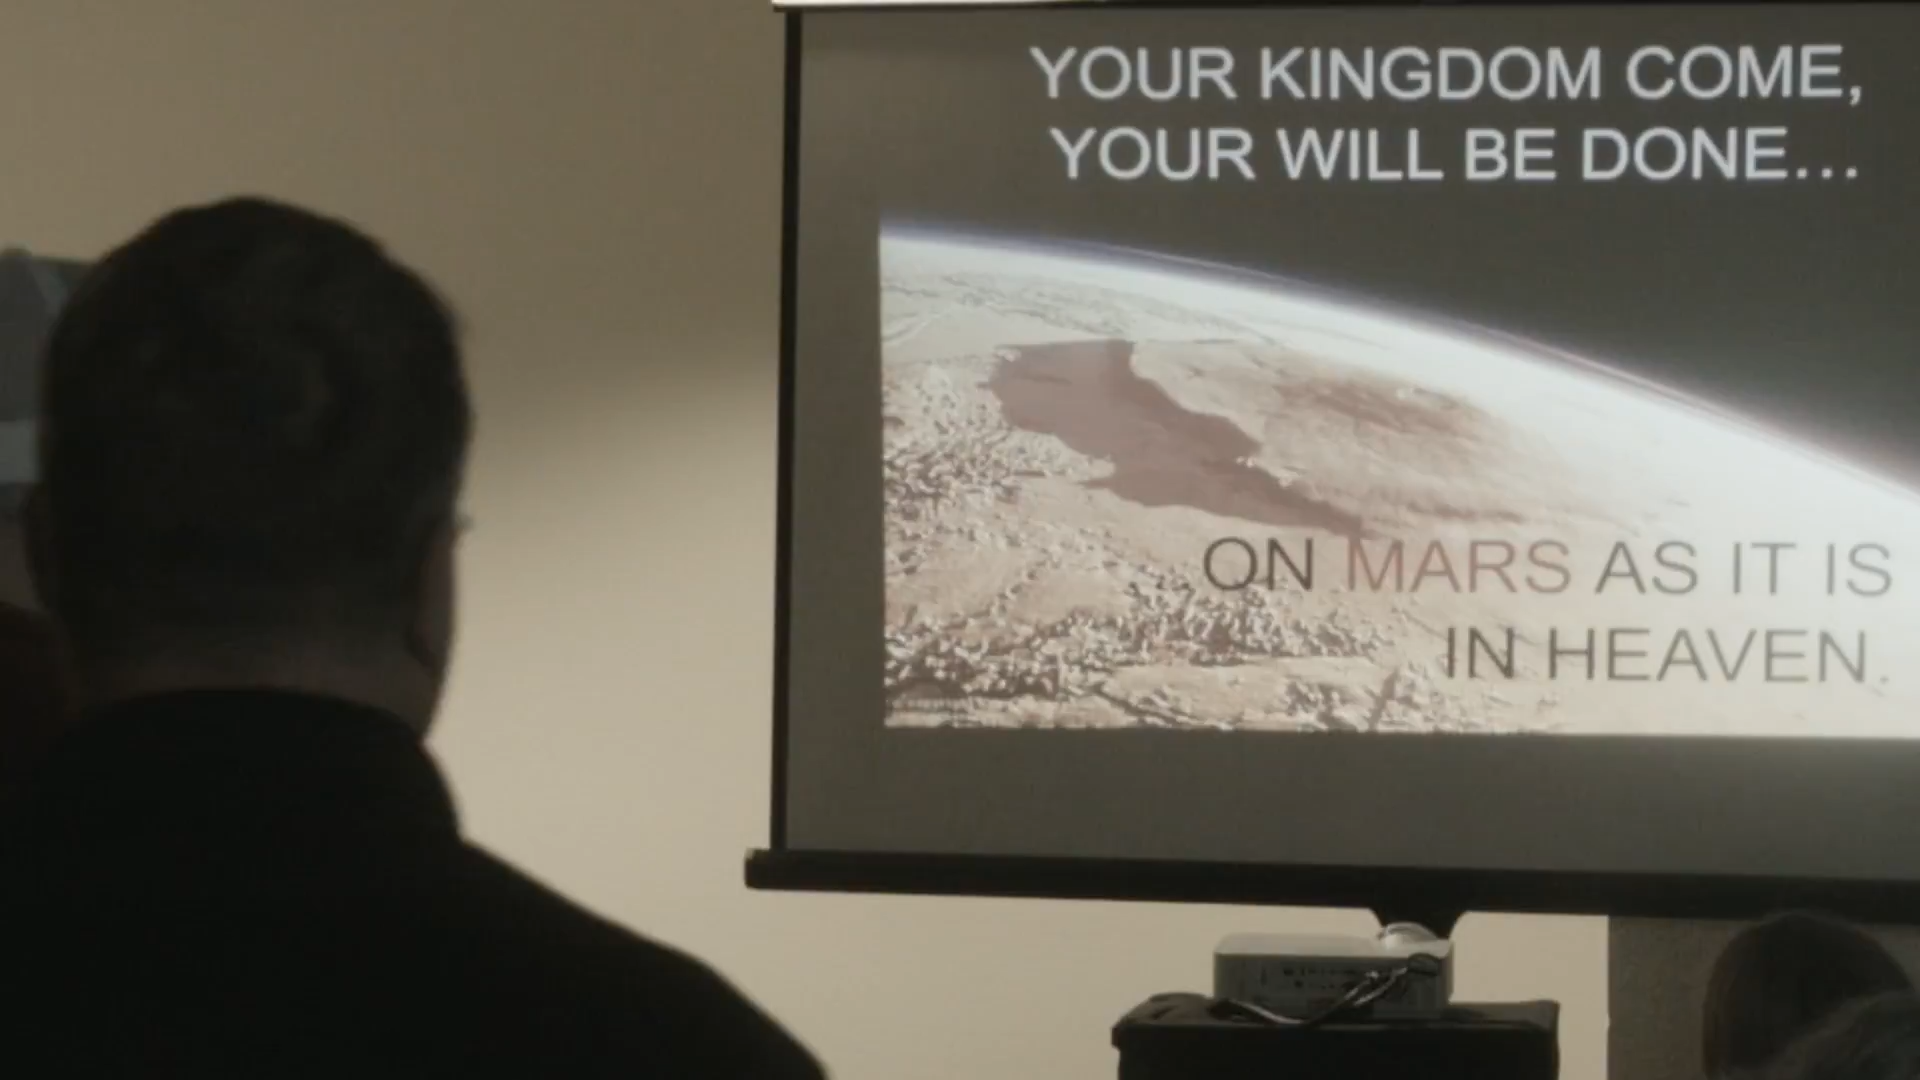 YOUR KINGDOM COME,
YOUR WILL BE DONE...
ON MARS AS IT IS
IN HEAVEN.